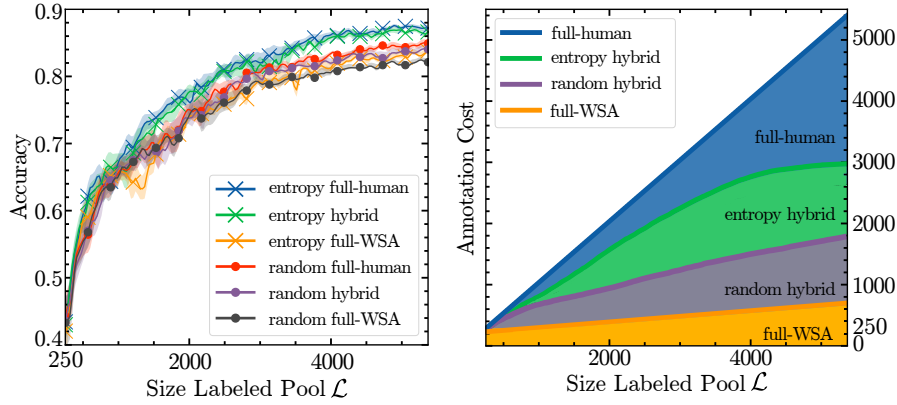 0.9
0.8
0.7
0.6
0.5
0.4
Accuracy
entropy full-human
entropy hybrid
entropy full-WSA
random full-human
random hybrid
random full-WSA
250
2000
4000
Size Labeled Pool ℒ
Annotation Cost
full-human
entropy hybrid
random hybrid
full-WSA
full-human
entropy hybrid
random hybrid
full-WSA
5000
4000
3000
2000
1000
250
0
2000
4000
Size Labeled Pool ℒ